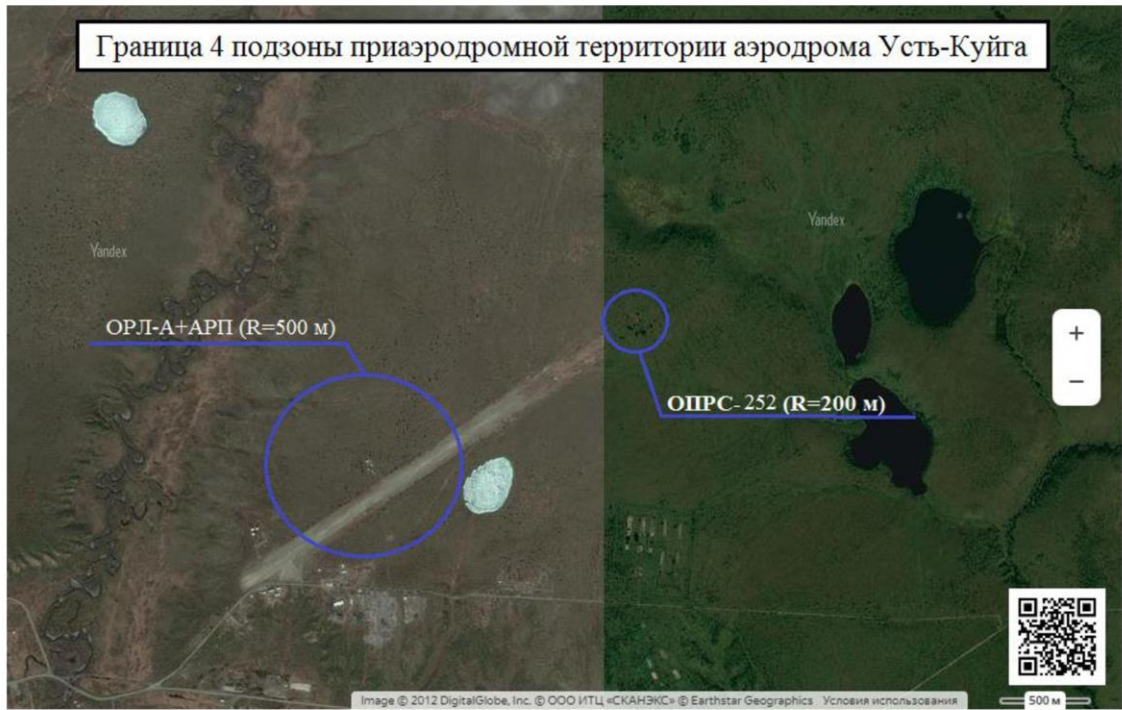 Граница 4 подзоны приаэродромной территории аэродрома Усть-Куйга
Yandex
Yandex
ОРЛ-А+АРП (R=500 м)
+
−
ОПРС-252 (R=200 м)
Image © 2012 DigitalGlobe, Inc. © ООО ИТЦ «СКАНЭКС» © Earthstar Geographics Условия использования
500 м